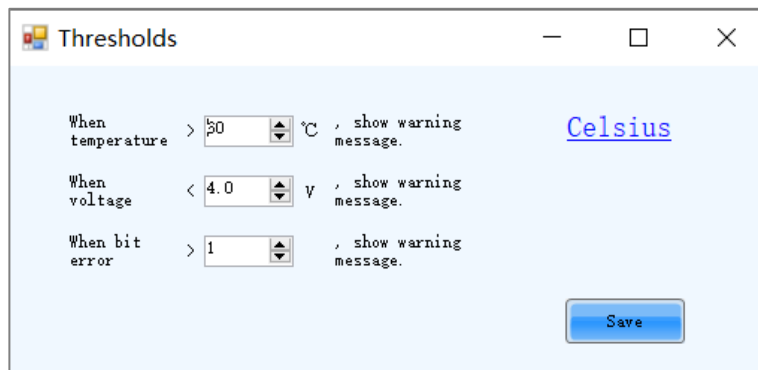 Thresholds
When temperature > 60 ℃ , show warning message.
Celsius
When voltage < 4.0 V , show warning message.
When bit error > 1 , show warning message.
Save